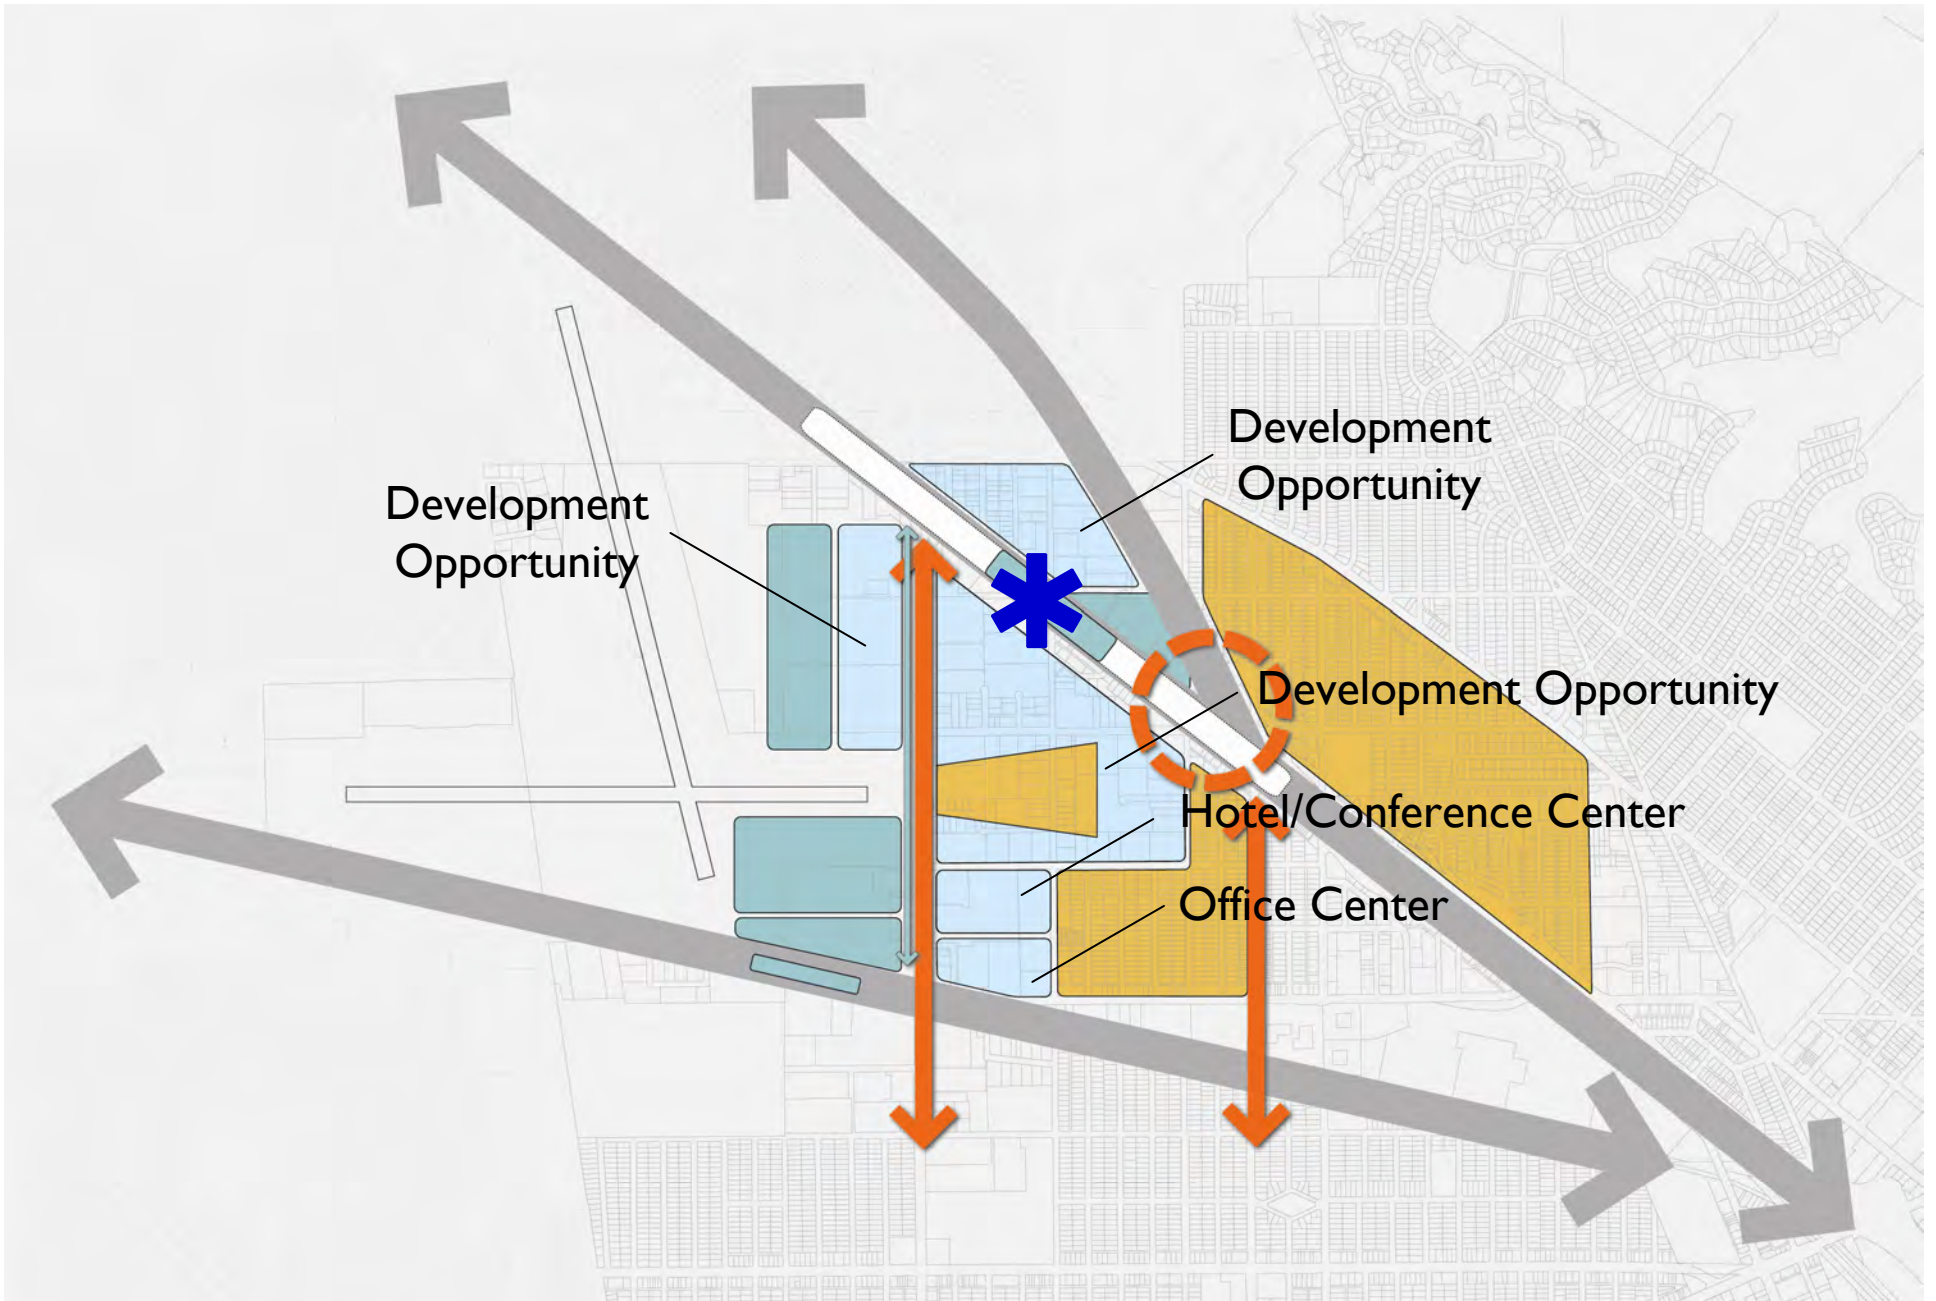 Development
Opportunity
Development
Opportunity
Development Opportunity
Hotel/Conference Center
Office Center